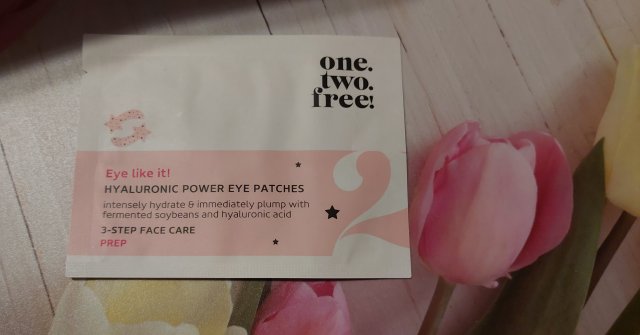 one.
two.
free!
Eye like it!
HYALURONIC POWER EYE PATCHES
intensely hydrate & immediately plump with
fermented soybeans and hyaluronic acid
3-STEP FACE CARE
PREP
2